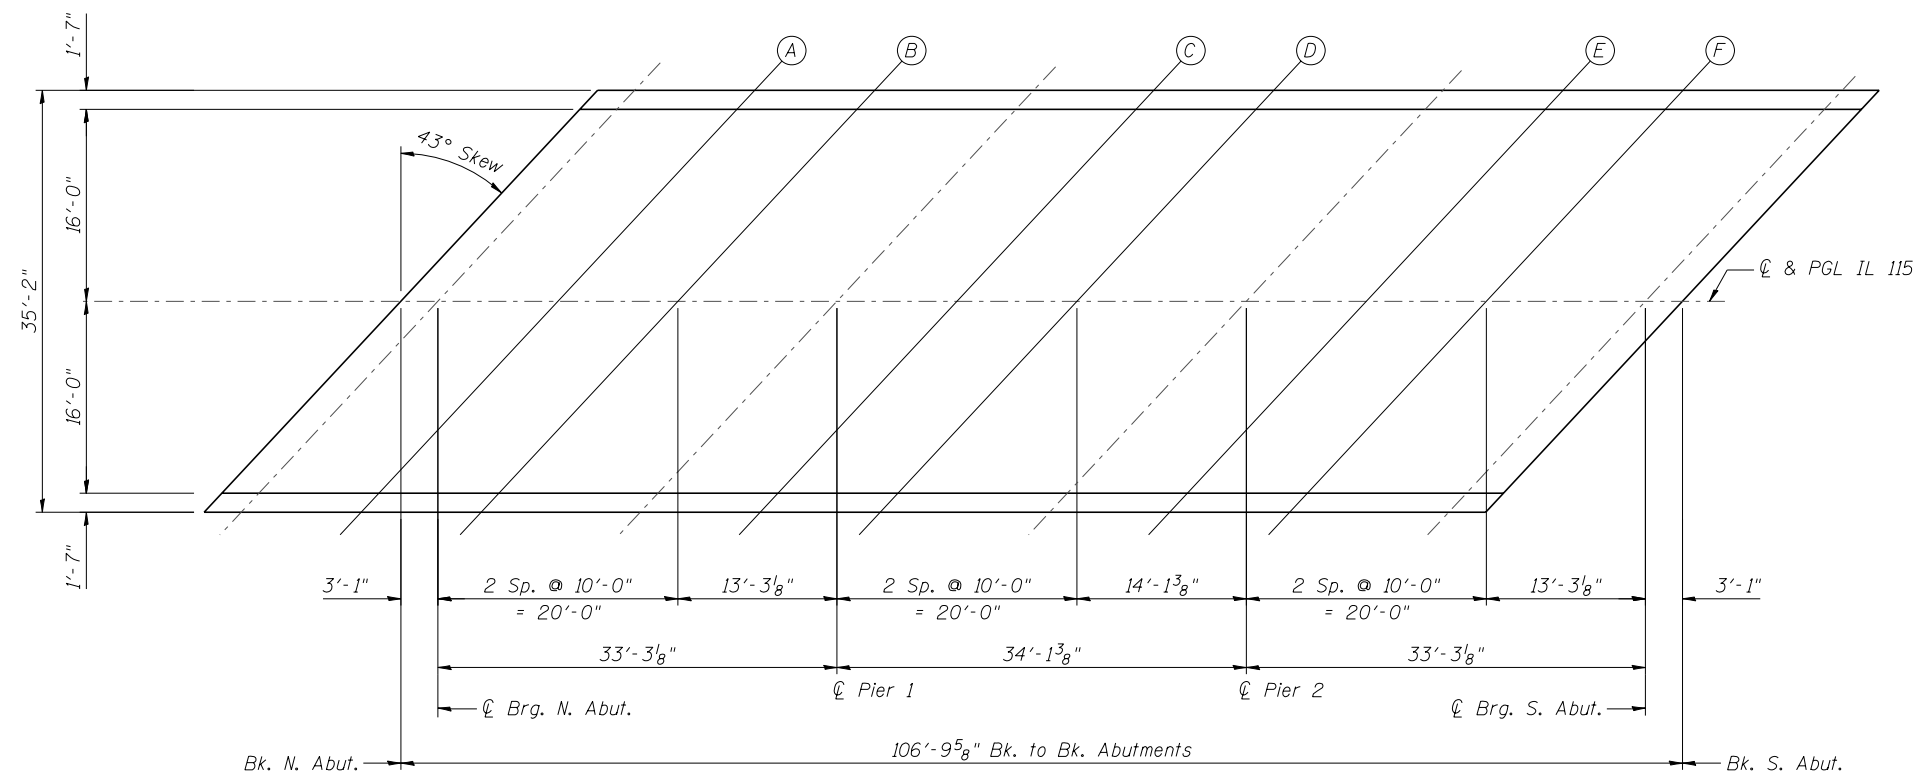 1'-7"
A
B
C
D
E
F
43° Skew
16'-0"
35'-2"
℄ & PGL IL 115
16'-0"
1'-7"
3'-1"
2 Sp. @ 10'-0"
= 20'-0"
13'-3⅛"
2 Sp. @ 10'-0"
= 20'-0"
14'-1⅜"
2 Sp. @ 10'-0"
= 20'-0"
13'-3⅛"
3'-1"
33'-3⅛"
34'-1⅜"
33'-3⅛"
℄ Pier 1
℄ Pier 2
℄ Brg. N. Abut.
℄ Brg. S. Abut.
106'-9⅝" Bk. to Bk. Abutments
Bk. N. Abut.
Bk. S. Abut.